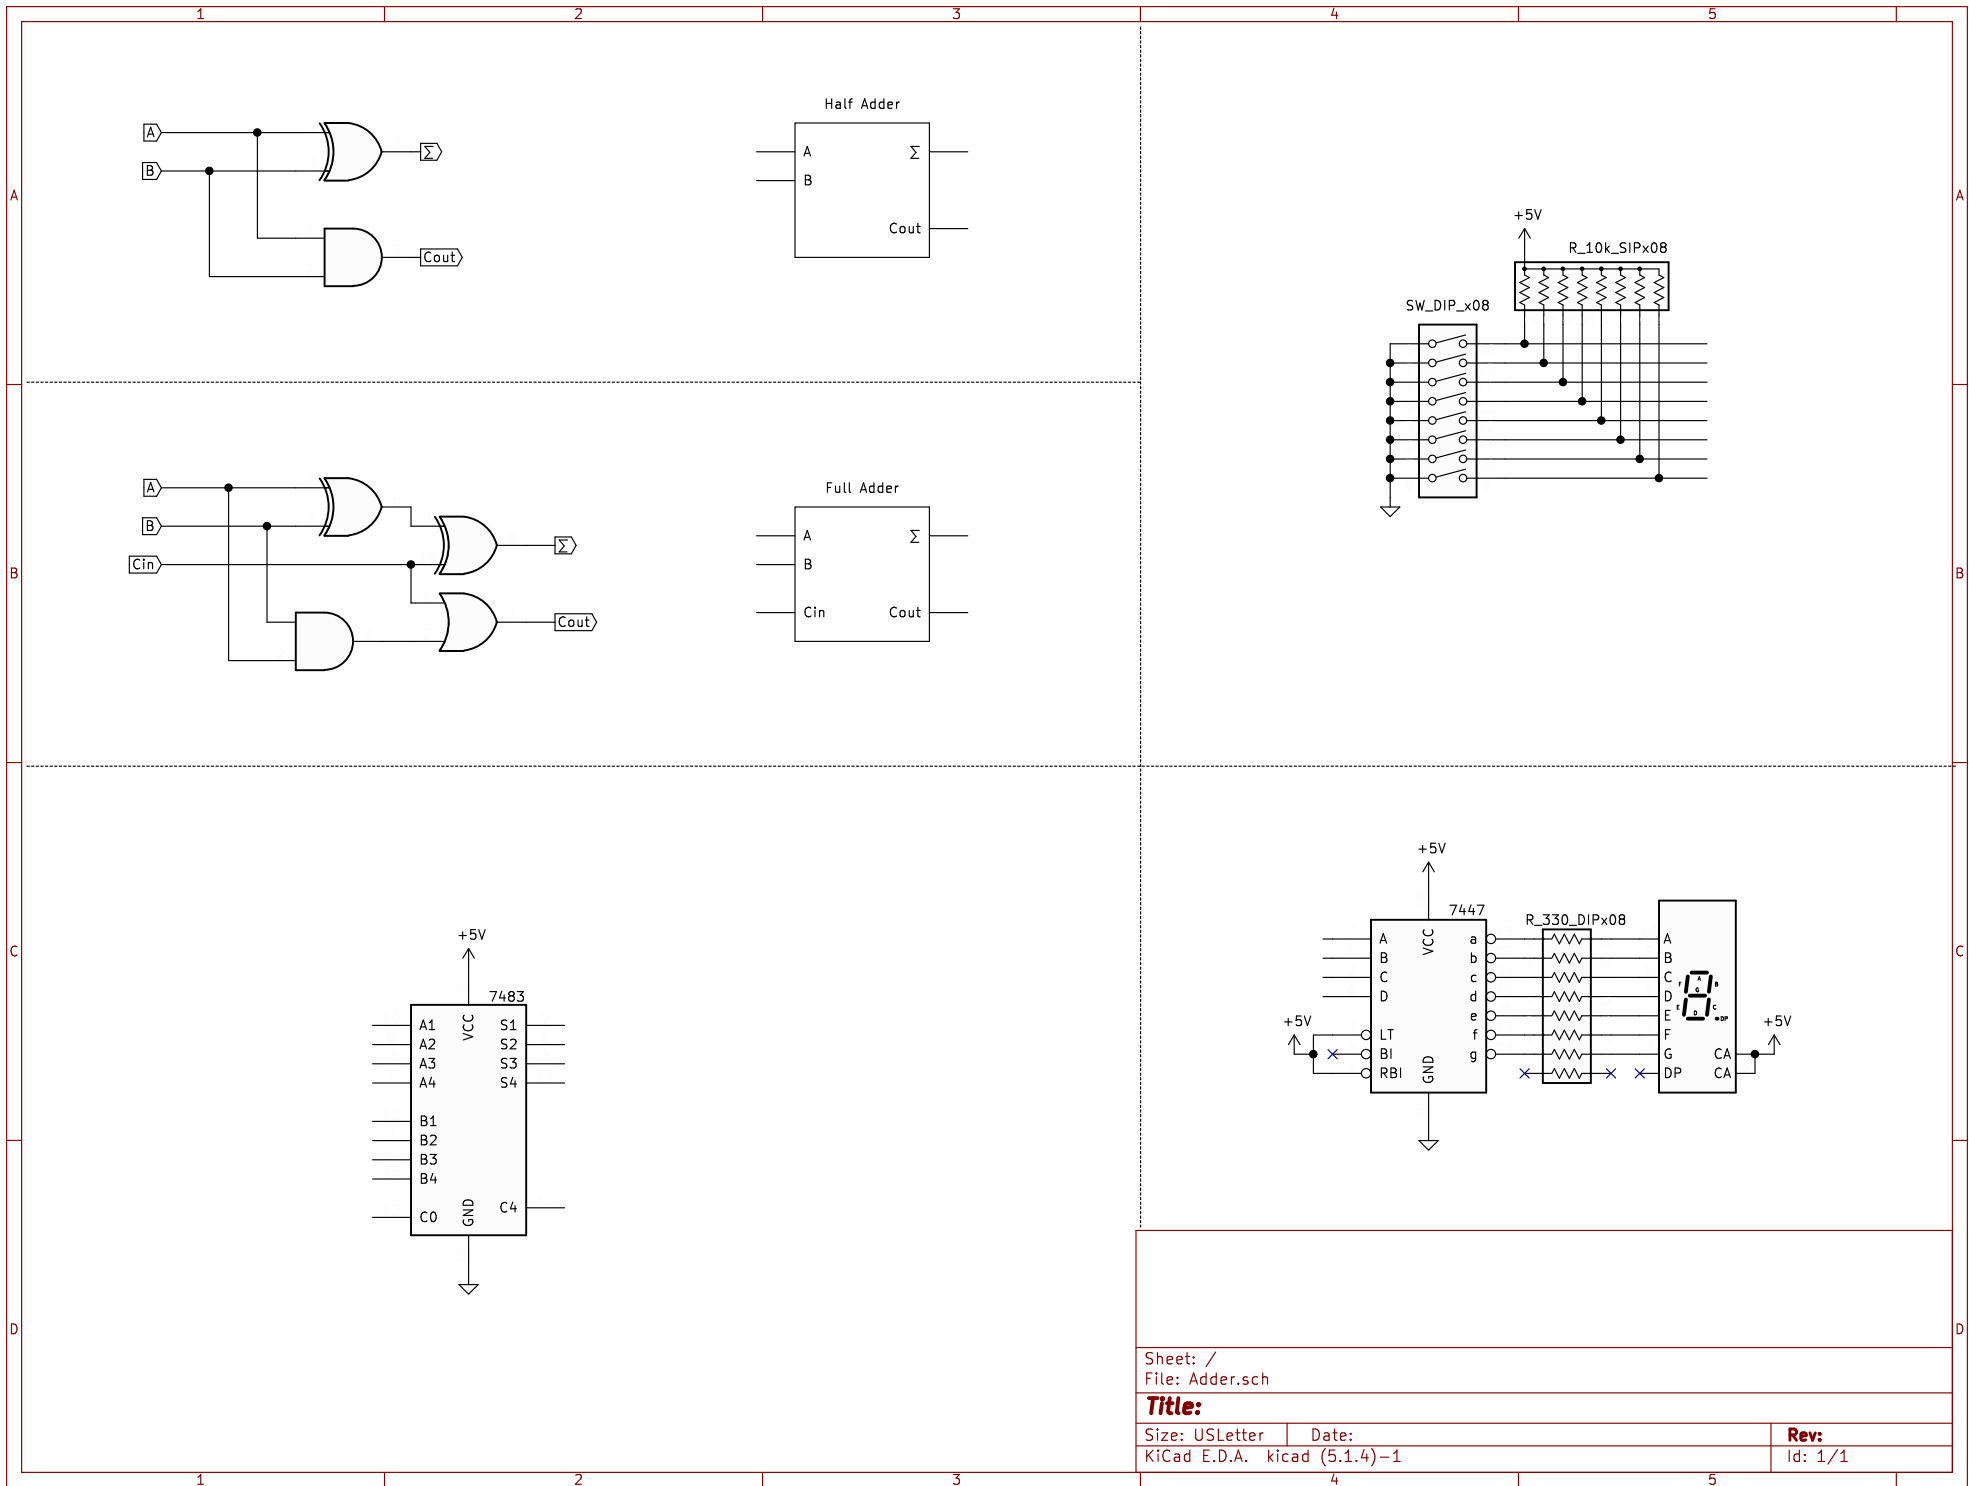 1 2 3 4 5
A
A
B
B
C
C
D
D
A
B
Σ
Cout
Half Adder
A
B
Σ
Cout
A
B
Cin
Σ
Cout
Full Adder
A
B
Cin
Σ
Cout
+5V
R_10k_SIPx08
SW_DIP_x08
+5V
7483
VCC
GND
A1
A2
A3
A4
B1
B2
B3
B4
C0
S1
S2
S3
S4
C4
+5V
7447
VCC
GND
A
B
C
D
+5V
LT
BI
RBI
a
b
c
d
e
f
g
R_330_DIPx08
A
B
C
D
E
F
G
DP
A
F B
G
E C
D
DP
CA
CA
+5V
Sheet: /
File: Adder.sch
Title:
Size: USLetter Date: Rev:
KiCad E.D.A. kicad (5.1.4)-1 Id: 1/1
1 2 3 4 5